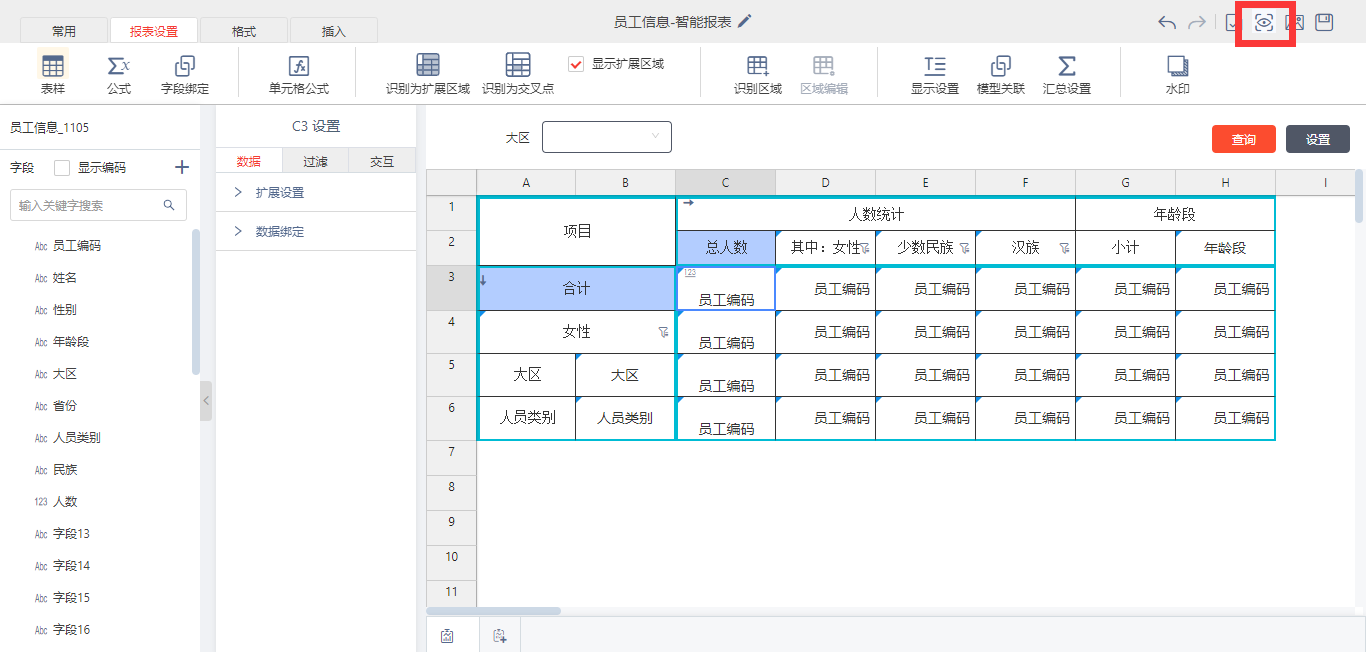 员工信息-智能报表
常用
报表设置
格式
插入
表样
公式
字段绑定
单元格公式
识别为扩展区域
识别为交叉点
显示扩展区域
识别区域
区域编辑
显示设置
模型关联
汇总设置
水印
员工信息_1105
字段
显示编码
输入关键字搜索
Abc 员工编码
Abc 姓名
Abc 性别
Abc 年龄段
Abc 大区
Abc 省份
Abc 人员类别
Abc 民族
123 人数
Abc 字段13
Abc 字段14
Abc 字段15
Abc 字段16
C3 设置
数据 过滤 交互
扩展设置
数据绑定
大区
查询 设置
A B C D E F G H I
1 项目 人数统计 年龄段
2 总人数 其中：女性 少数民族 汉族 小计 年龄段
3 合计 123 员工编码 员工编码 员工编码 员工编码 员工编码 员工编码
4 女性 员工编码 员工编码 员工编码 员工编码 员工编码 员工编码
5 大区 大区 员工编码 员工编码 员工编码 员工编码 员工编码 员工编码
6 人员类别 人员类别 员工编码 员工编码 员工编码 员工编码 员工编码 员工编码
7
8
9
10
11